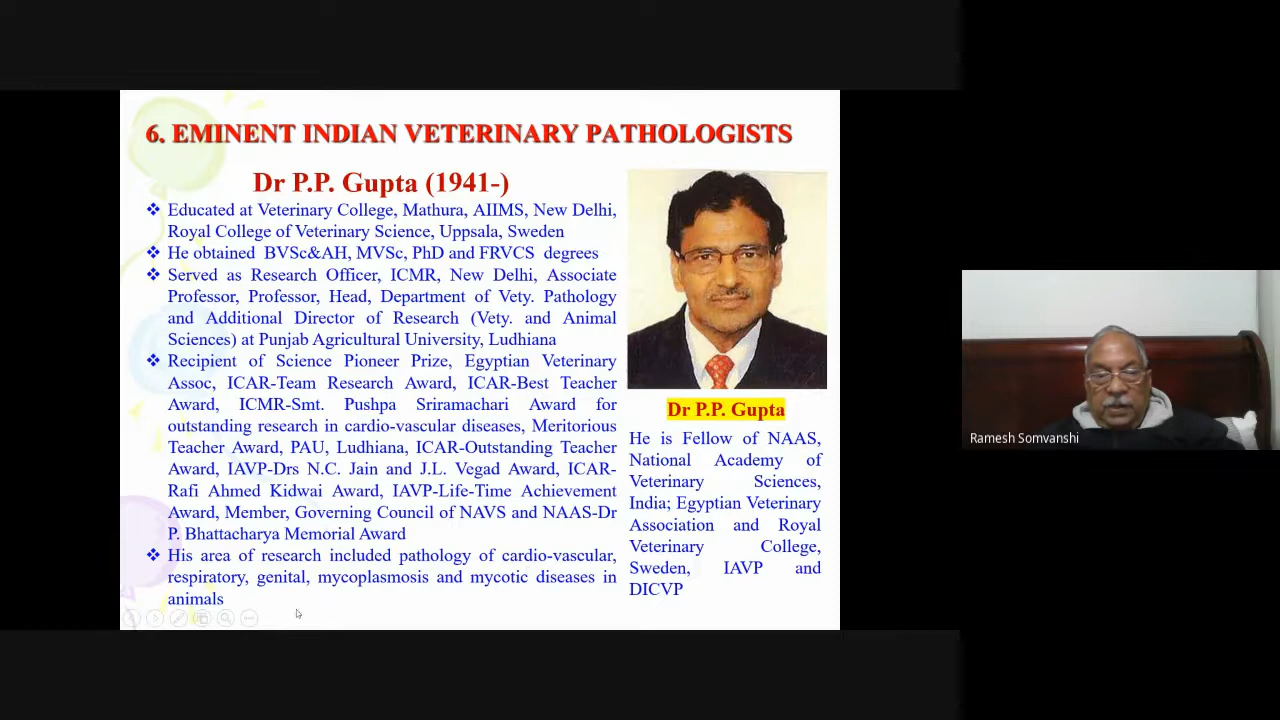 6. EMINENT INDIAN VETERINARY PATHOLOGISTS
Dr P.P. Gupta (1941-)
❖ Educated at Veterinary College, Mathura, AIIMS, New Delhi,
Royal College of Veterinary Science, Uppsala, Sweden
❖ He obtained BVSc&AH, MVSc, PhD and FRVCS degrees
❖ Served as Research Officer, ICMR, New Delhi, Associate
Professor, Professor, Head, Department of Vety. Pathology
and Additional Director of Research (Vety. and Animal
Sciences) at Punjab Agricultural University, Ludhiana
❖ Recipient of Science Pioneer Prize, Egyptian Veterinary
Assoc, ICAR-Team Research Award, ICAR-Best Teacher
Award, ICMR-Smt. Pushpa Sriramachari Award for
outstanding research in cardio-vascular diseases, Meritorious
Teacher Award, PAU, Ludhiana, ICAR-Outstanding Teacher
Award, IAVP-Drs N.C. Jain and J.L. Vegad Award, ICAR-
Rafi Ahmed Kidwai Award, IAVP-Life-Time Achievement
Award, Member, Governing Council of NAVS and NAAS-Dr
P. Bhattacharya Memorial Award
❖ His area of research included pathology of cardio-vascular,
respiratory, genital, mycoplasmosis and mycotic diseases in
animals
Dr P.P. Gupta
He is Fellow of NAAS,
National Academy of
Veterinary Sciences,
India; Egyptian Veterinary
Association and Royal
Veterinary College,
Sweden, IAVP and
DICVP
Ramesh Somvanshi